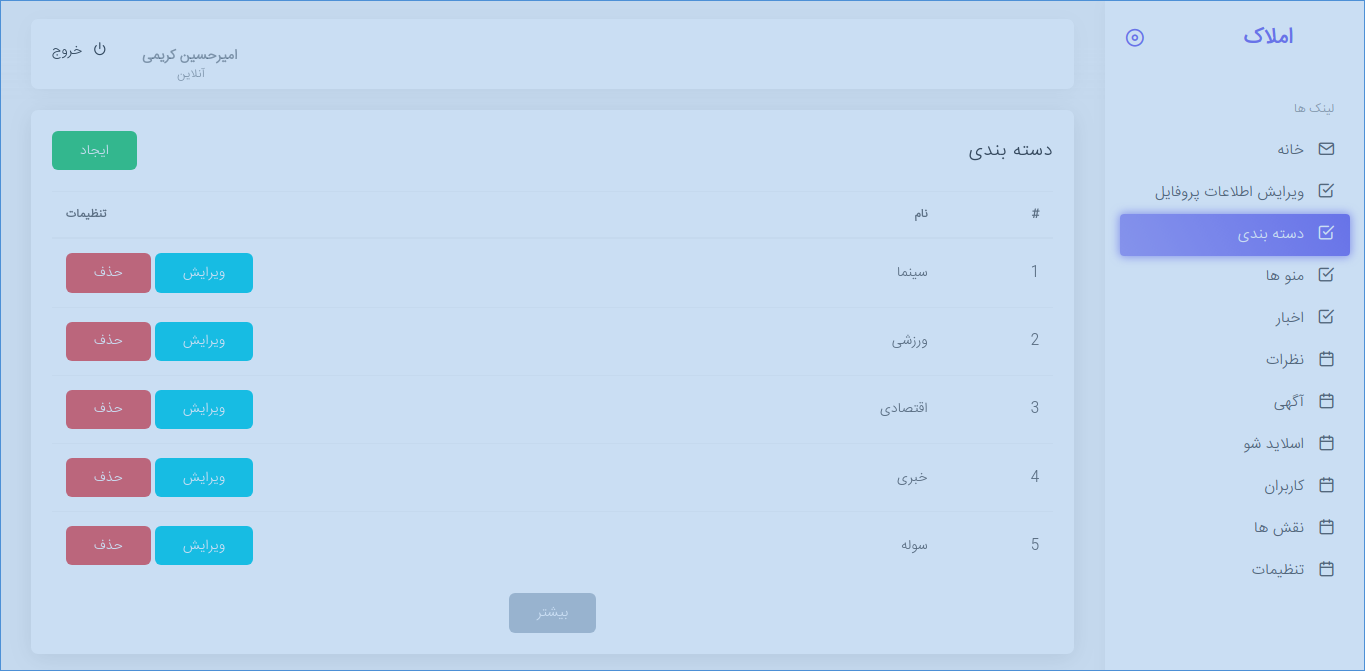 املاک
لینک ها
خانه
ویرایش اطلاعات پروفایل
دسته بندی
منو ها
اخبار
نظرات
آگهی
اسلاید شو
کاربران
نقش ها
تنظیمات
امیرحسین کریمی
آنلاین
خروج
دسته بندی
ایجاد
# نام تنظیمات
1 سینما ویرایش حذف
2 ورزشی ویرایش حذف
3 اقتصادی ویرایش حذف
4 خبری ویرایش حذف
5 سوله ویرایش حذف
بیشتر